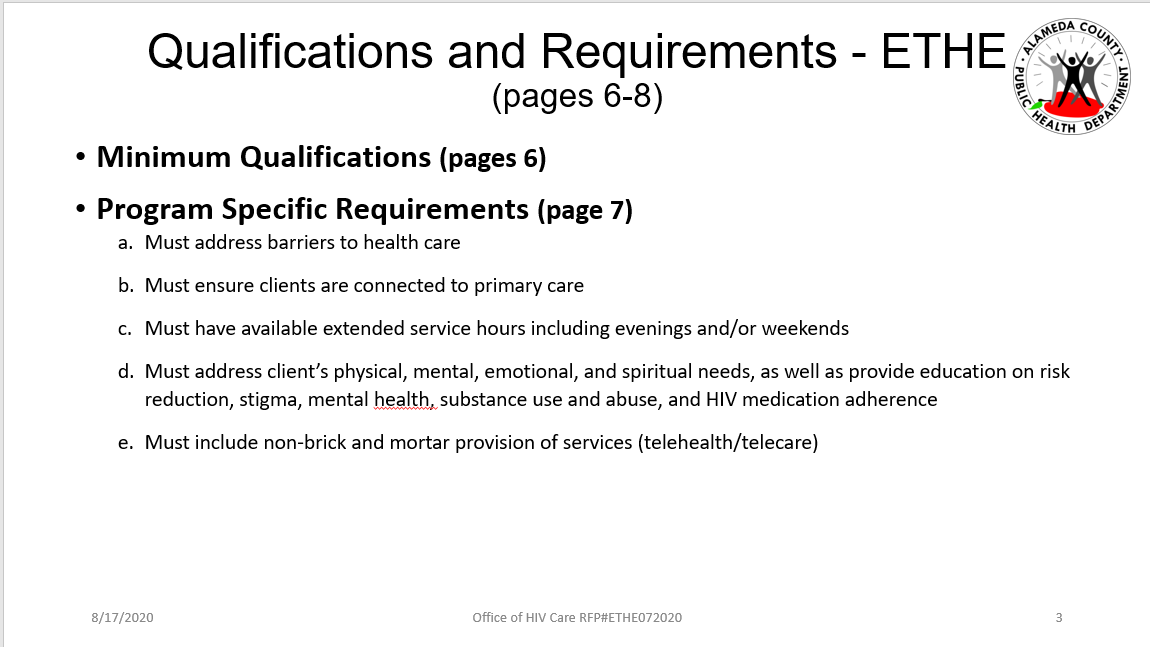 Qualifications and Requirements - ETHE
(pages 6-8)
ALAMEDA COUNTY
PUBLIC HEALTH DEPARTMENT
• Minimum Qualifications (pages 6)
• Program Specific Requirements (page 7)
a. Must address barriers to health care
b. Must ensure clients are connected to primary care
c. Must have available extended service hours including evenings and/or weekends
d. Must address client’s physical, mental, emotional, and spiritual needs, as well as provide education on risk
reduction, stigma, mental health, substance use and abuse, and HIV medication adherence
e. Must include non-brick and mortar provision of services (telehealth/telecare)
8/17/2020
Office of HIV Care RFP#ETHE072020
3